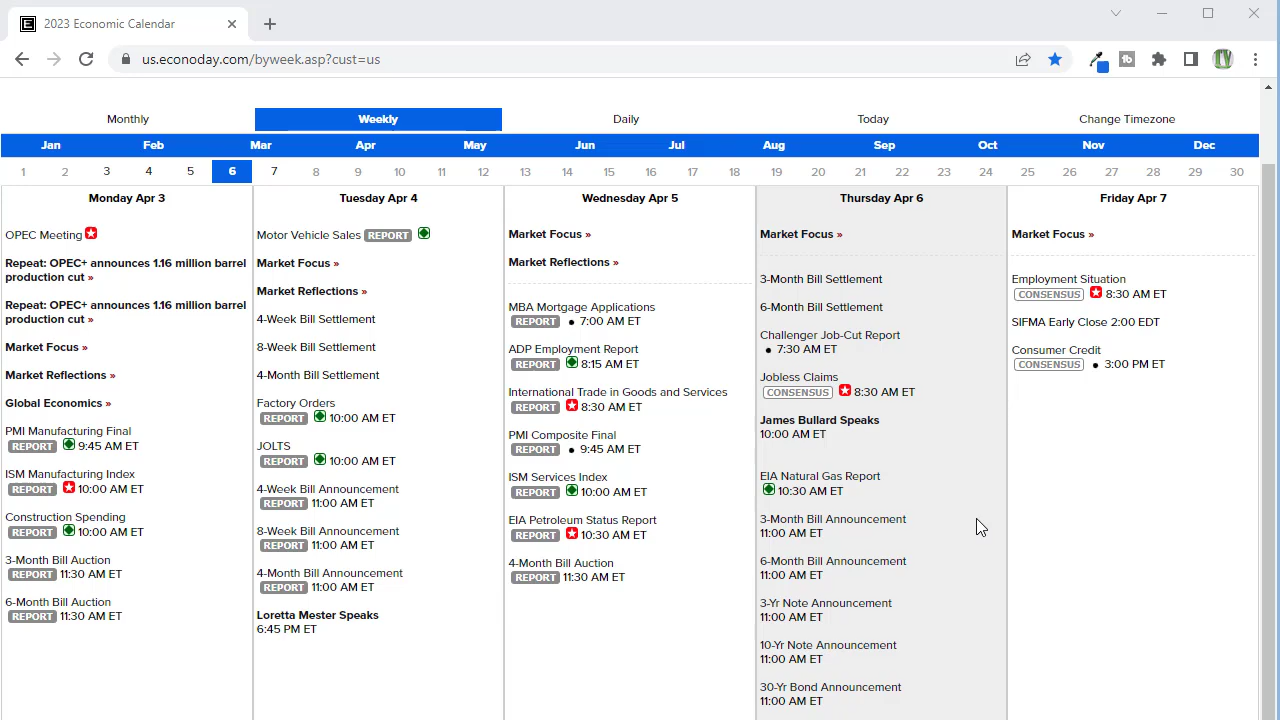 2023 Economic Calendar
us.econoday.com/byweek.asp?cust=us
Monthly Weekly Daily Today Change Timezone
Jan Feb Mar Apr May Jun Jul Aug Sep Oct Nov Dec
1 2 3 4 5 6 7 8 9 10 11 12 13 14 15 16 17 18 19 20 21 22 23 24 25 26 27 28 29 30
Monday Apr 3
OPEC Meeting
Repeat: OPEC+ announces 1.16 million barrel
production cut »
Repeat: OPEC+ announces 1.16 million barrel
production cut »
Market Focus »
Market Reflections »
Global Economics »
PMI Manufacturing Final
REPORT 9:45 AM ET
ISM Manufacturing Index
REPORT 10:00 AM ET
Construction Spending
REPORT 10:00 AM ET
3-Month Bill Auction
REPORT 11:30 AM ET
6-Month Bill Auction
REPORT 11:30 AM ET
Tuesday Apr 4
Motor Vehicle Sales REPORT
Market Focus »
Market Reflections »
4-Week Bill Settlement
8-Week Bill Settlement
4-Month Bill Settlement
Factory Orders
REPORT 10:00 AM ET
JOLTS
REPORT 10:00 AM ET
4-Week Bill Announcement
REPORT 11:00 AM ET
8-Week Bill Announcement
REPORT 11:00 AM ET
4-Month Bill Announcement
REPORT 11:00 AM ET
Loretta Mester Speaks
6:45 PM ET
Wednesday Apr 5
Market Focus »
Market Reflections »
MBA Mortgage Applications
REPORT • 7:00 AM ET
ADP Employment Report
REPORT 8:15 AM ET
International Trade in Goods and Services
REPORT 8:30 AM ET
PMI Composite Final
REPORT • 9:45 AM ET
ISM Services Index
REPORT 10:00 AM ET
EIA Petroleum Status Report
REPORT 10:30 AM ET
4-Month Bill Auction
REPORT 11:30 AM ET
Thursday Apr 6
Market Focus »
3-Month Bill Settlement
6-Month Bill Settlement
Challenger Job-Cut Report
• 7:30 AM ET
Jobless Claims
CONSENSUS 8:30 AM ET
James Bullard Speaks
10:00 AM ET
EIA Natural Gas Report
10:30 AM ET
3-Month Bill Announcement
11:00 AM ET
6-Month Bill Announcement
11:00 AM ET
3-Yr Note Announcement
11:00 AM ET
10-Yr Note Announcement
11:00 AM ET
30-Yr Bond Announcement
11:00 AM ET
Friday Apr 7
Market Focus »
Employment Situation
CONSENSUS 8:30 AM ET
SIFMA Early Close 2:00 EDT
Consumer Credit
CONSENSUS • 3:00 PM ET